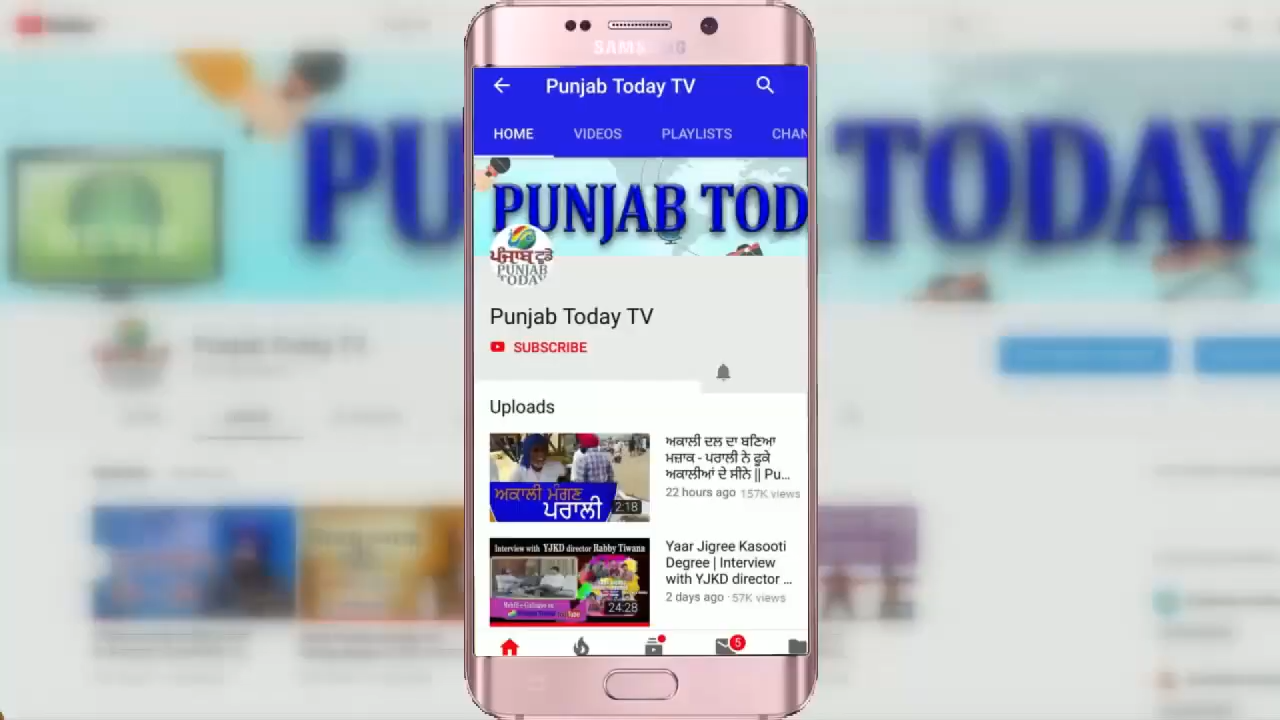 SAMSUNG
Punjab Today TV
HOME VIDEOS PLAYLISTS CHAN
PUNJAB TOD
ਪੰਜਾਬ ਟੂਡੇ
PUNJAB
TODAY
Punjab Today TV
SUBSCRIBE
Uploads
ਅਕਾਲੀ ਮੰਗਣ
ਪਰਾਲੀ
2:18
ਅਕਾਲੀ ਦਲ ਦਾ ਬਣਿਆ
ਮਜ਼ਾਕ - ਪਰਾਲੀ ਨੇ ਫੂਕੇ
ਅਕਾਲੀਆਂ ਦੇ ਸੀਨੇ || Pu...
22 hours ago 157K views
Interview with YJKD director Rabby Tiwana
24:28
Yaar Jigree Kasooti
Degree | Interview
with YJKD director ...
2 days ago · 57K views
5
PU
TODAY